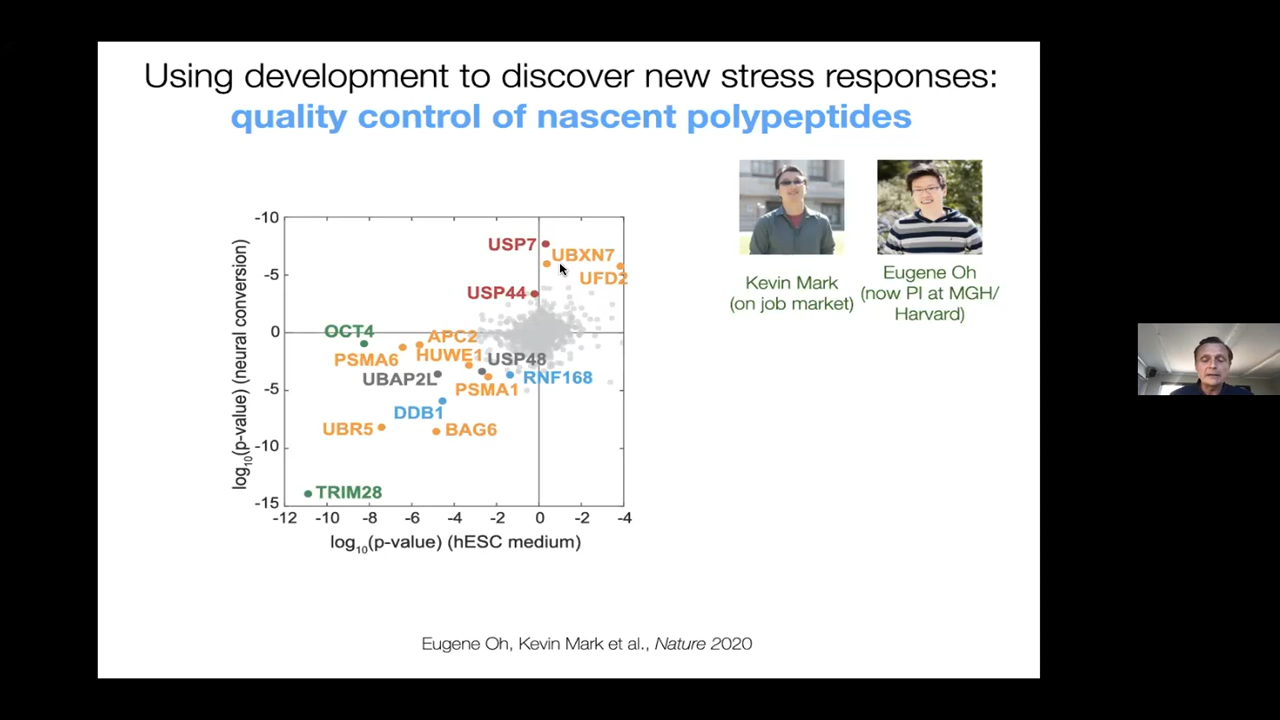 Using development to discover new stress responses:
quality control of nascent polypeptides
Kevin Mark
(on job market)
Eugene Oh
(now PI at MGH/
Harvard)
log10(p-value) (neural conversion)
-10
-5
0
-5
-10
-15
USP7
UBXN7
UFD2
USP44
OCT4
APC2
PSMA6
HUWE1
USP48
UBAP2L
RNF168
PSMA1
DDB1
UBR5
BAG6
TRIM28
-12 -10 -8 -6 -4 -2 0 -2 -4
log10(p-value) (hESC medium)
Eugene Oh, Kevin Mark et al., Nature 2020